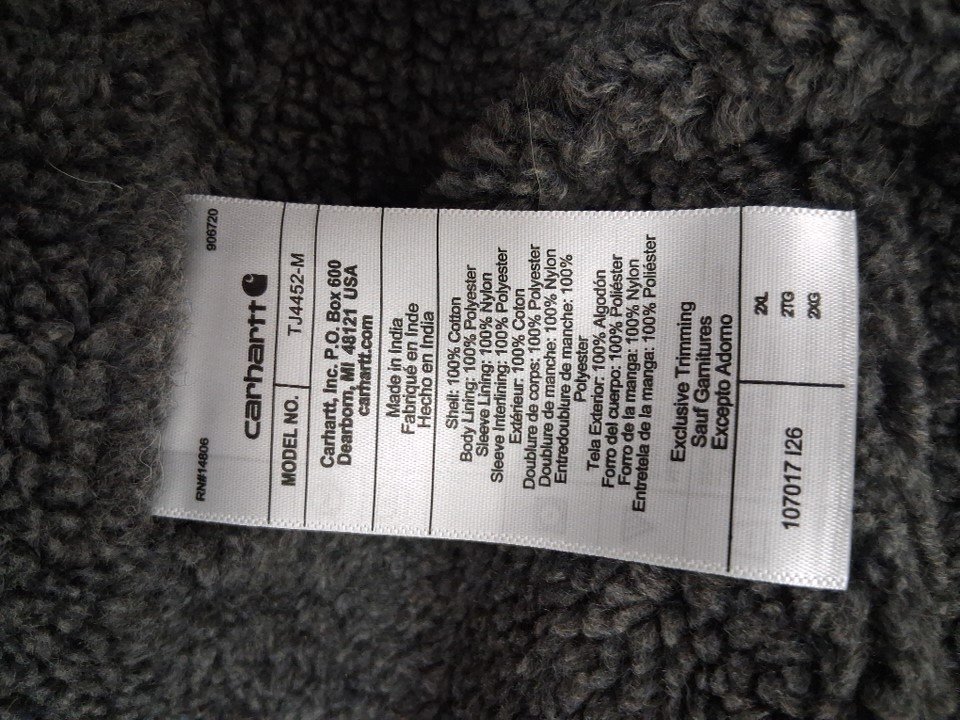 RN#14806 906720
carhartt
MODEL NO. TJ4452-M
Carhartt, Inc. P.O. Box 600
Dearborn, MI 48121 USA
carhartt.com
Made in India
Fabriqué en Inde
Hecho en India
Shell: 100% Cotton
Body Lining: 100% Polyester
Sleeve Lining: 100% Nylon
Sleeve Interlining: 100% Polyester
Extérieur: 100% Coton
Doublure de corps: 100% Polyester
Doublure de manche: 100% Nylon
Entredoublure de manche: 100%
Polyester
Tela Exterior: 100% Algodón
Forro del cuerpo: 100% Poliéster
Forro de la manga: 100% Nylon
Entretela de la manga: 100% Poliéster
Exclusive Trimming
Sauf Garnitures
Excepto Adorno
107017 I26
2XL
2TG
2XG